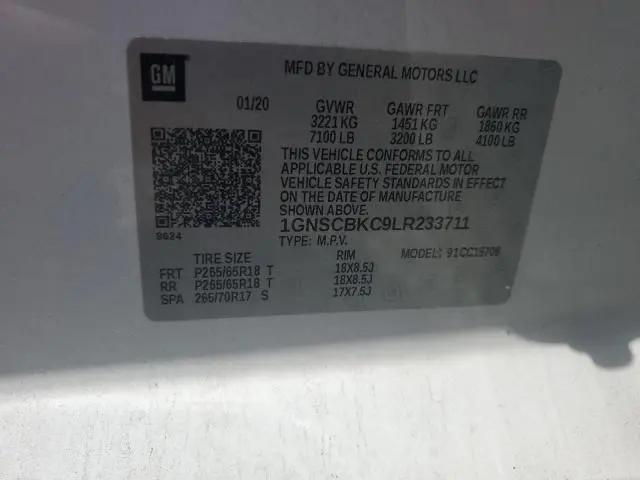 GM
MFD BY GENERAL MOTORS LLC
01/20 GVWR GAWR FRT GAWR RR
3221 KG 1451 KG 1860 KG
7100 LB 3200 LB 4100 LB
THIS VEHICLE CONFORMS TO ALL
APPLICABLE U.S. FEDERAL MOTOR
VEHICLE SAFETY STANDARDS IN EFFECT
ON THE DATE OF MANUFACTURE
1GNSCBKC9LR233711
9624
TYPE: M.P.V. MODEL: 91CC15706
TIRE SIZE RIM
FRT P265/65R18 T 18X8.5J
RR P265/65R18 T 18X8.5J
SPA 265/70R17 S 17X7.5J